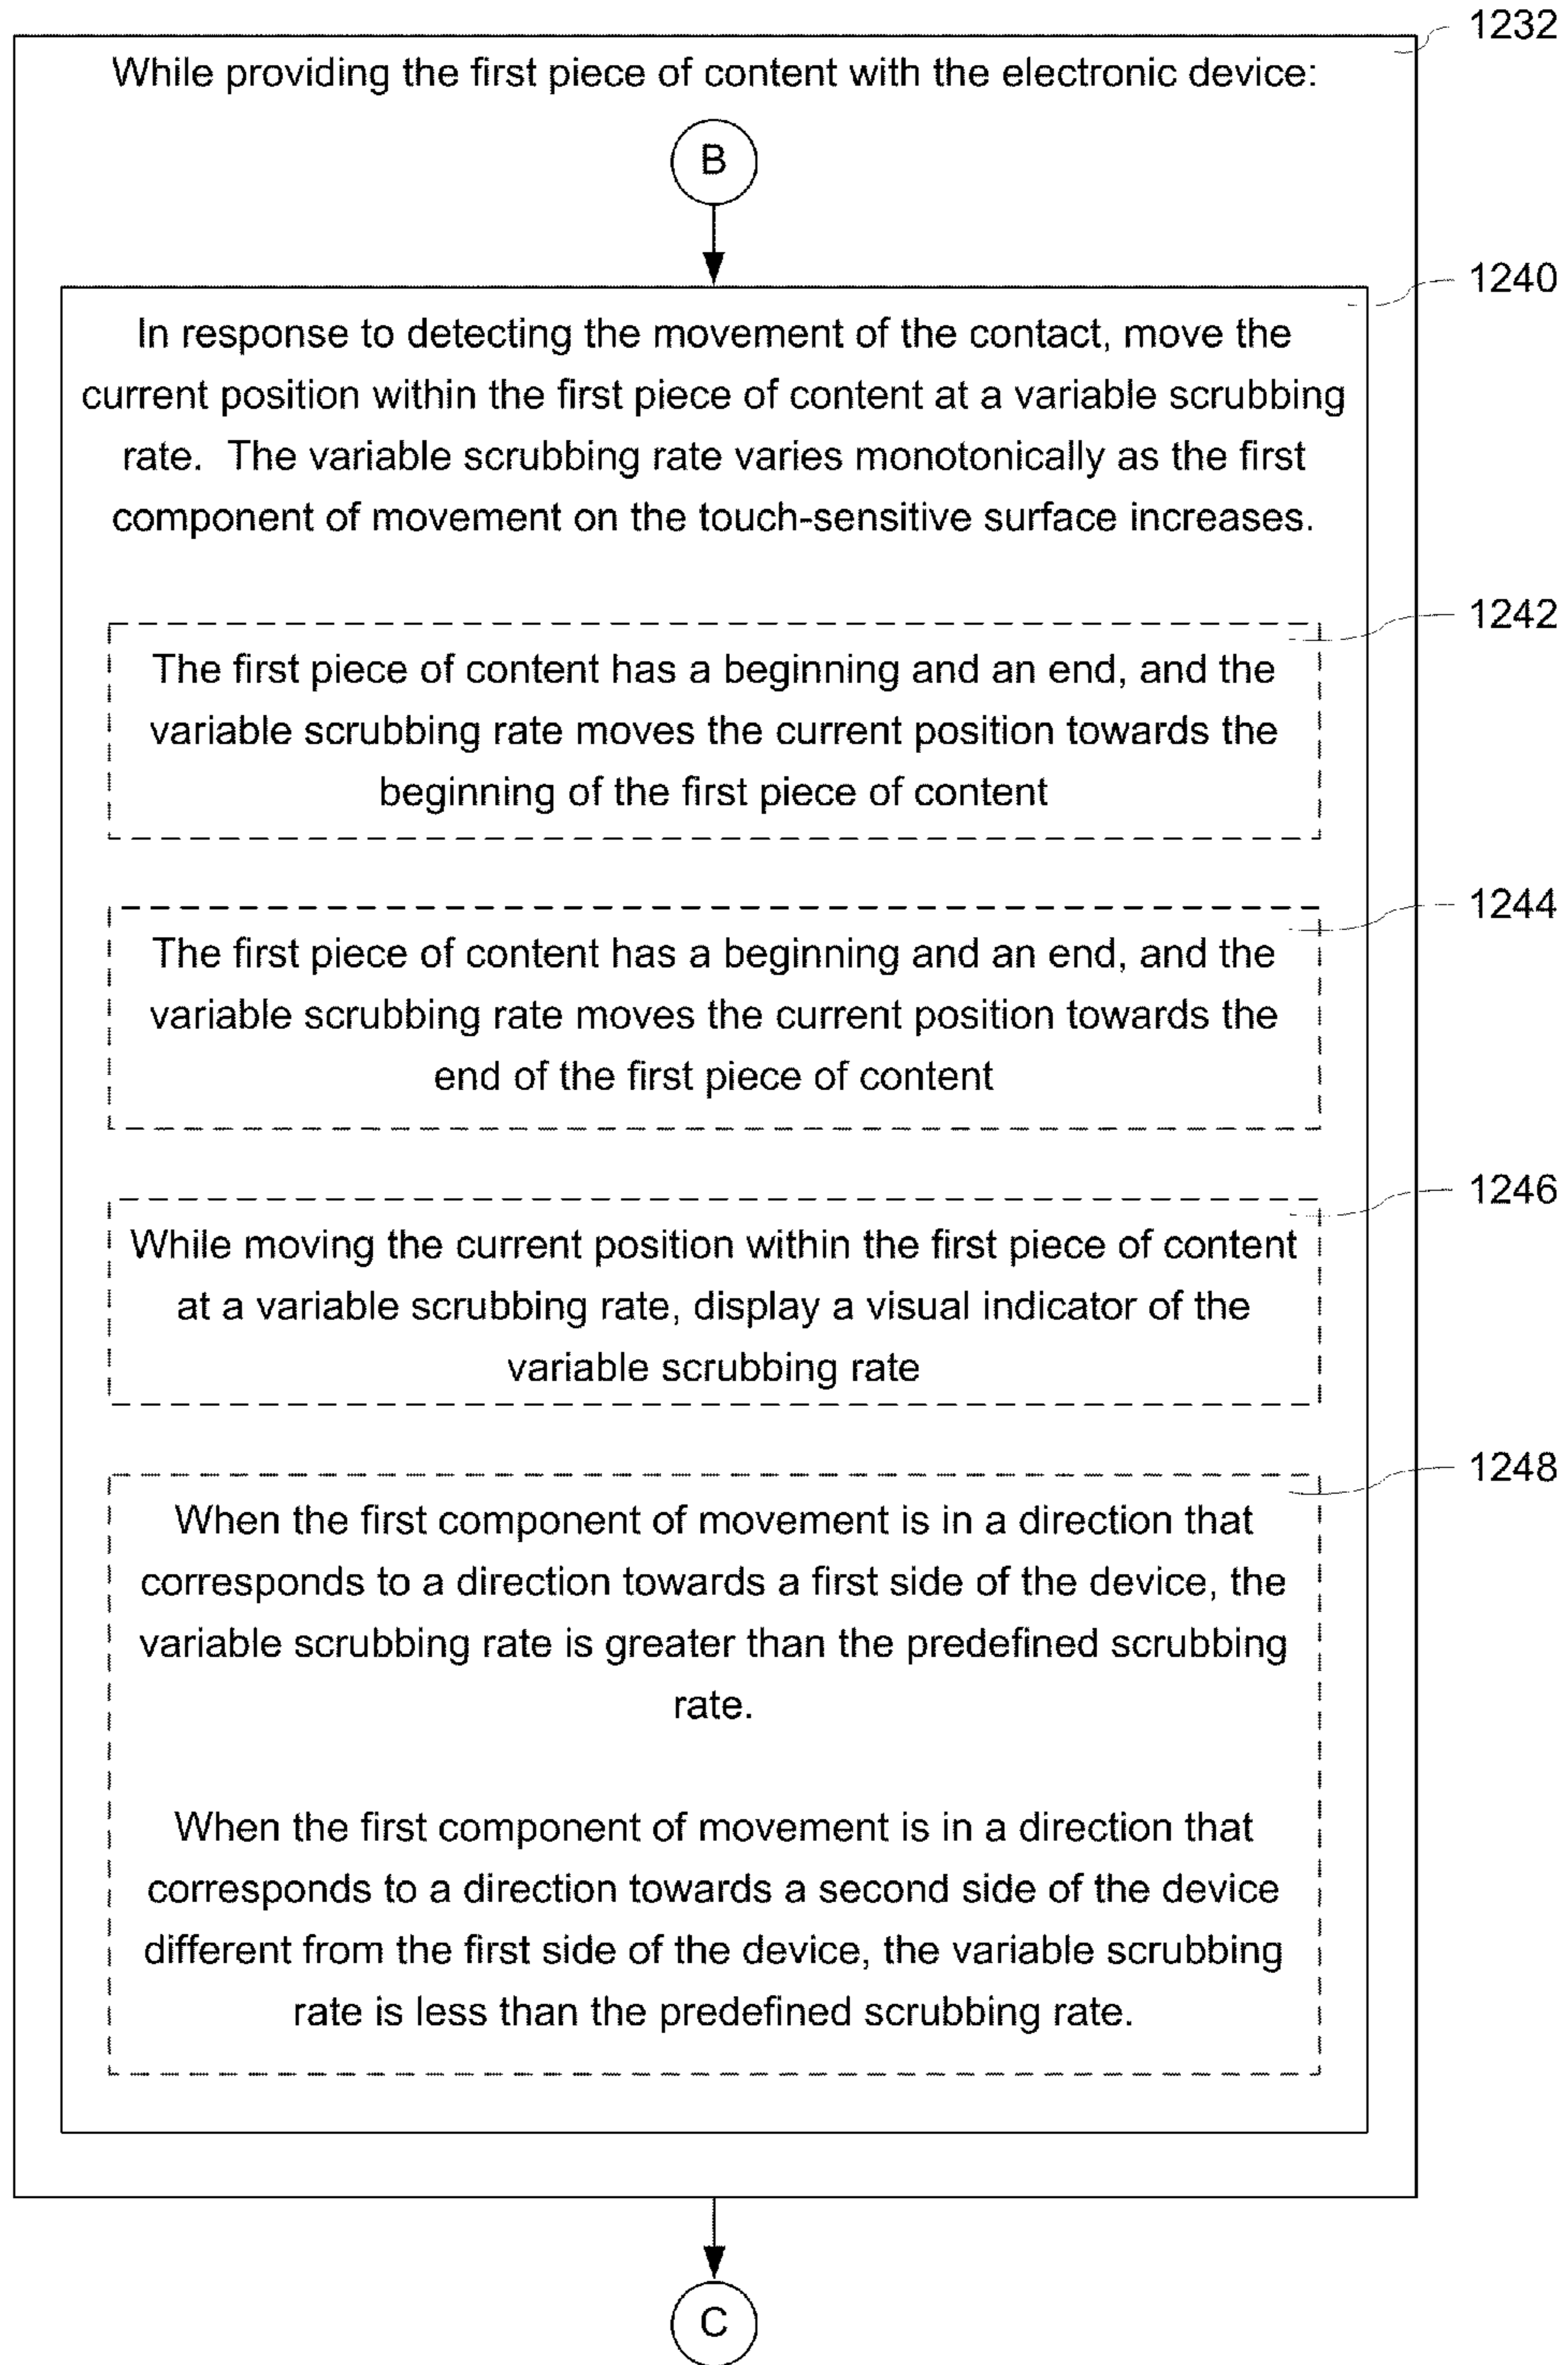 1232
While providing the first piece of content with the electronic device:
B
1240
In response to detecting the movement of the contact, move the
current position within the first piece of content at a variable scrubbing
rate.  The variable scrubbing rate varies monotonically as the first
component of movement on the touch-sensitive surface increases.
1242
The first piece of content has a beginning and an end, and the
variable scrubbing rate moves the current position towards the
beginning of the first piece of content
1244
The first piece of content has a beginning and an end, and the
variable scrubbing rate moves the current position towards the
end of the first piece of content
1246
While moving the current position within the first piece of content
at a variable scrubbing rate, display a visual indicator of the
variable scrubbing rate
1248
When the first component of movement is in a direction that
corresponds to a direction towards a first side of the device, the
variable scrubbing rate is greater than the predefined scrubbing
rate.
When the first component of movement is in a direction that
corresponds to a direction towards a second side of the device
different from the first side of the device, the variable scrubbing
rate is less than the predefined scrubbing rate.
C